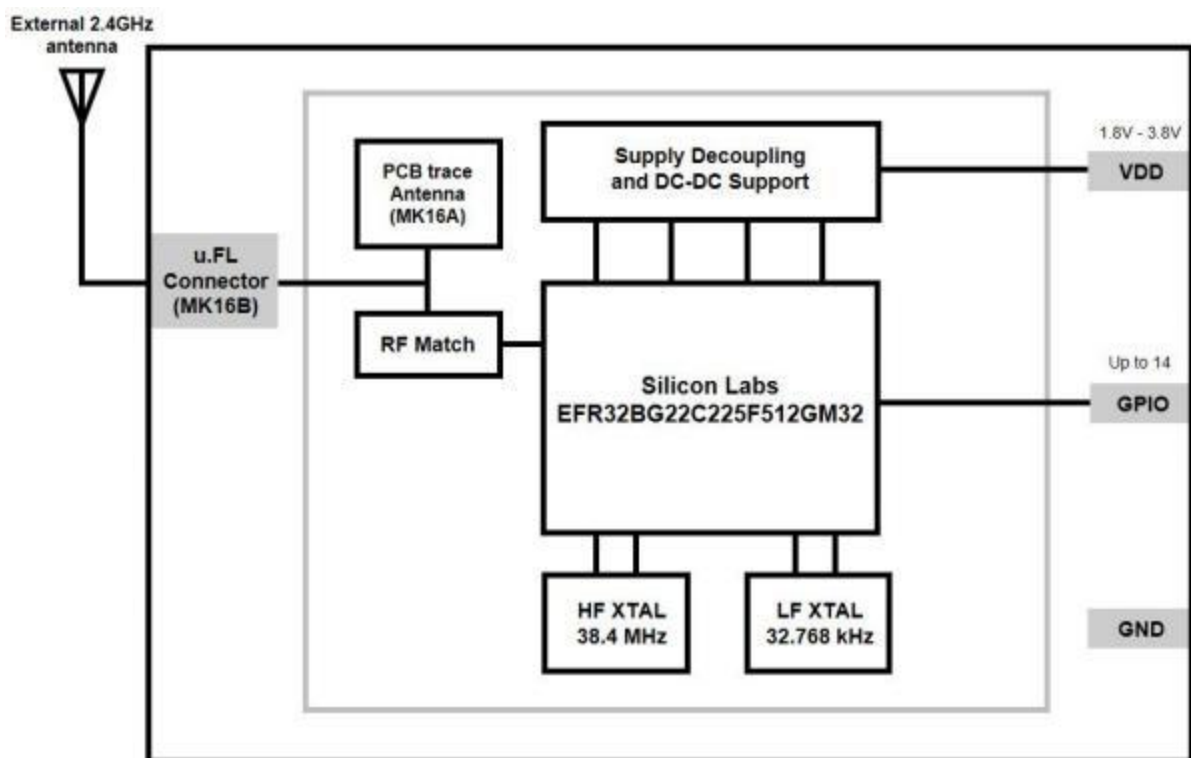 External 2.4GHz
antenna
PCB trace
Antenna
(MK16A)
Supply Decoupling
and DC-DC Support
1.8V - 3.8V
VDD
u.FL
Connector
(MK16B)
RF Match
Silicon Labs
EFR32BG22C225F512GM32
Up to 14
GPIO
HF XTAL
38.4 MHz
LF XTAL
32.768 kHz
GND